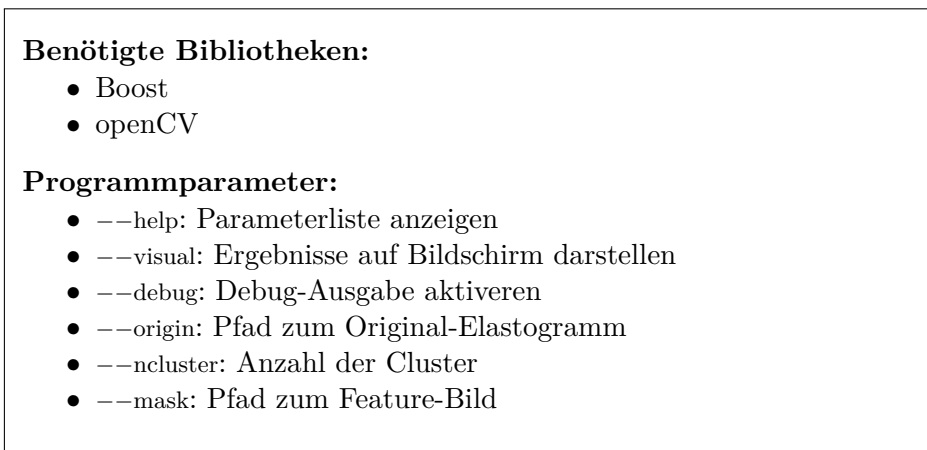 Benötigte Bibliotheken:
• Boost
• openCV
Programmparameter:
• −−help: Parameterliste anzeigen
• −−visual: Ergebnisse auf Bildschirm darstellen
• −−debug: Debug-Ausgabe aktiveren
• −−origin: Pfad zum Original-Elastogramm
• −−ncluster: Anzahl der Cluster
• −−mask: Pfad zum Feature-Bild